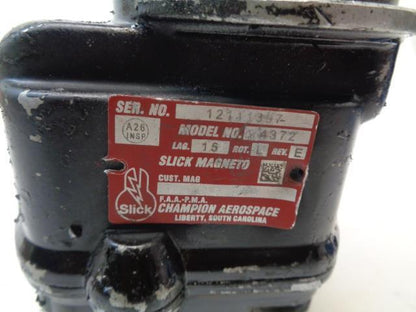 SER. NO.
A26 INSP MODEL NO. 4372
LAG. 15 ROT. L REV. E
SLICK MAGNETO
CUST. MAG
F.A.A.-P.M.A.
Slick CHAMPION AEROSPACE
LIBERTY, SOUTH CAROLINA